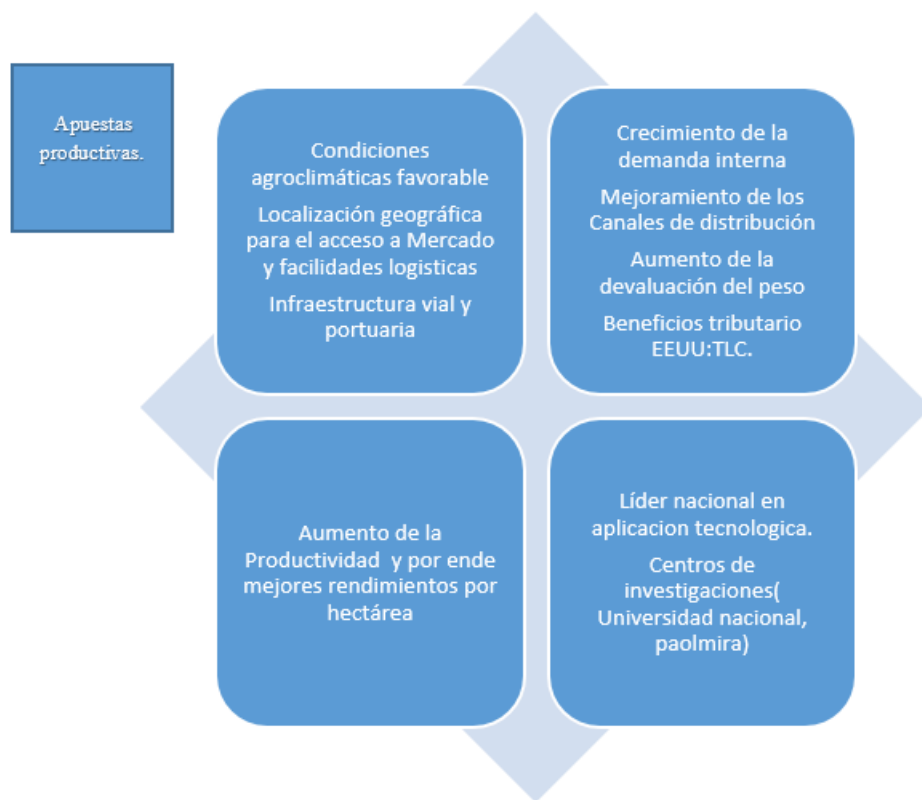 Apuestas
productivas.
Condiciones
agroclimáticas favorable
Localización geográfica
para el acceso a Mercado
y facilidades logisticas
Infraestructura vial y
portuaria
Crecimiento de la
demanda interna
Mejoramiento de los
Canales de distribución
Aumento de la
devaluación del peso
Beneficios tributario
EEUU:TLC.
Aumento de la
Productividad  y por ende
mejores rendimientos por
hectárea
Líder nacional en
aplicacion tecnologica.
Centros de
investigaciones(
Universidad nacional,
paolmira)